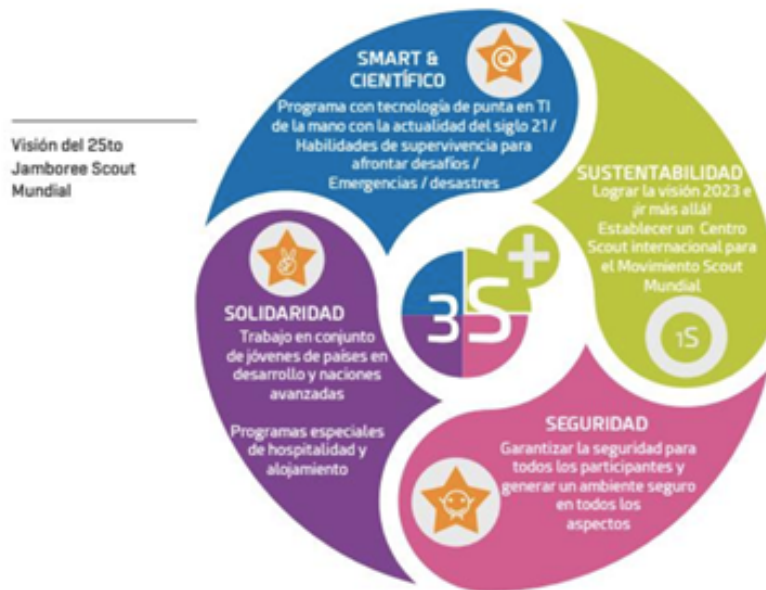 Visión del 25to
Jamboree Scout
Mundial
SMART &
CIENTÍFICO
Programa con tecnología de punta en TI
de la mano con la actualidad del siglo 21 /
Habilidades de supervivencia para
afrontar desafíos /
Emergencias / desastres
SUSTENTABILIDAD
Lograr la visión 2023 e
¡ir más allá!
Establecer un Centro
Scout internacional para
el Movimiento Scout
Mundial
1S
3S+
SOLIDARIDAD
Trabajo en conjunto
de jóvenes de países en
desarrollo y naciones
avanzadas
Programas especiales
de hospitalidad y
alojamiento
SEGURIDAD
Garantizar la seguridad para
todos los participantes y
generar un ambiente seguro
en todos los
aspectos